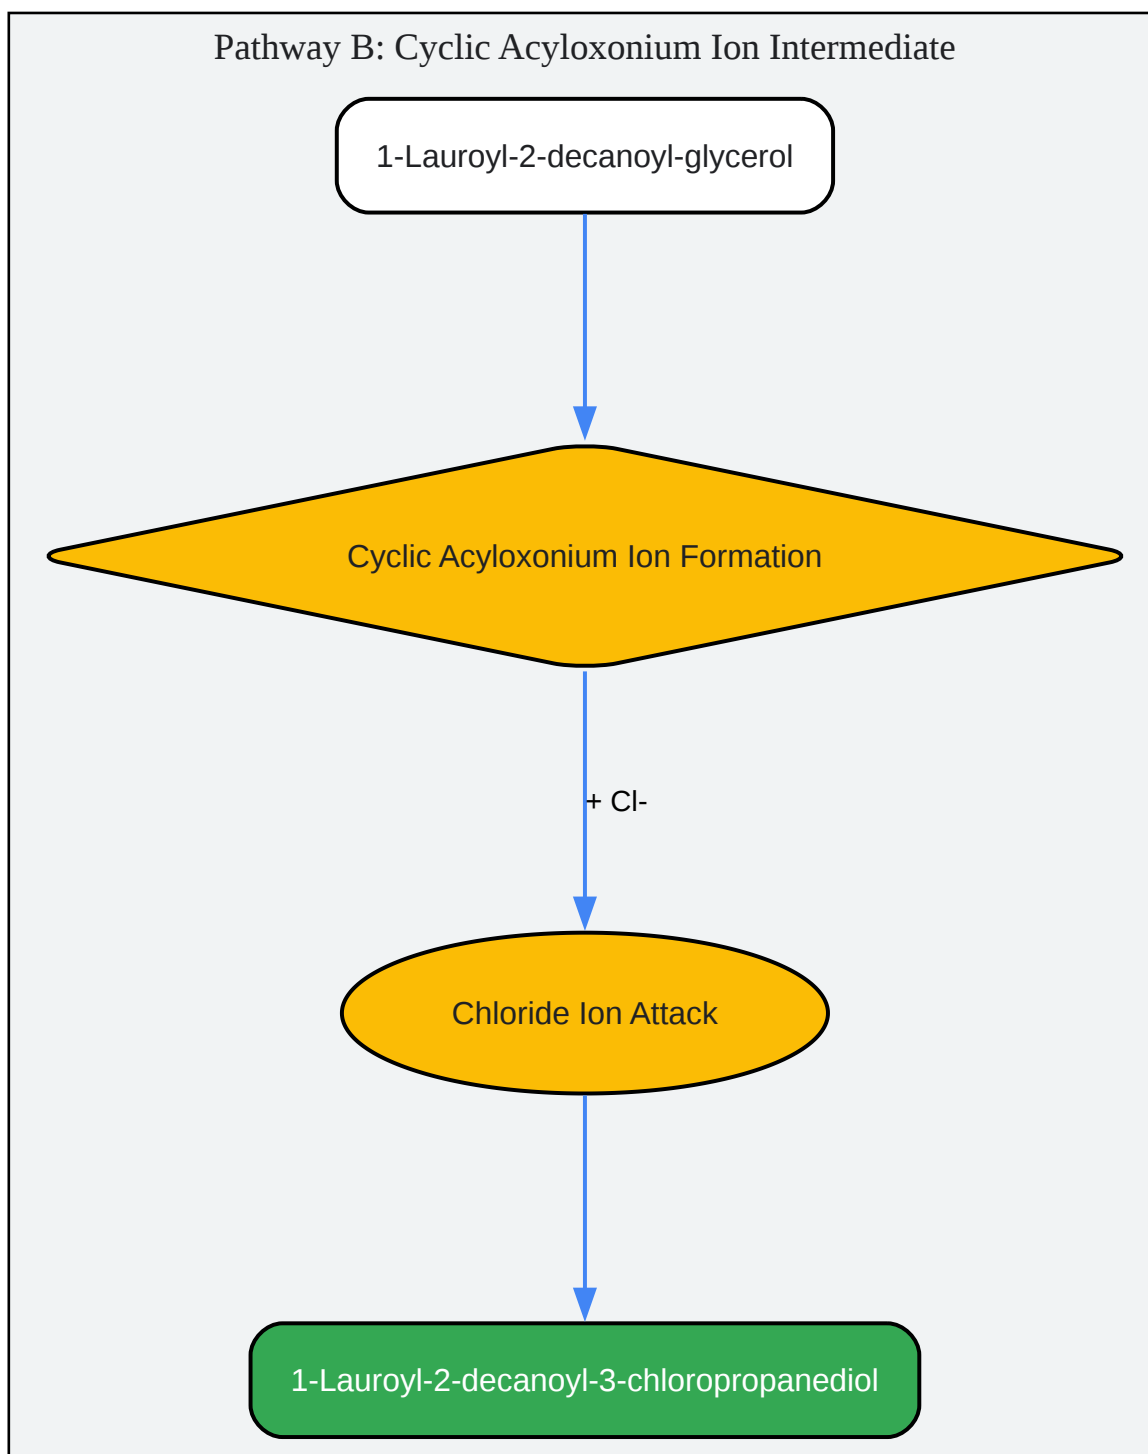 Pathway B: Cyclic Acyloxonium Ion Intermediate
1-Lauroyl-2-decanoyl-glycerol
Cyclic Acyloxonium Ion Formation
+ Cl-
Chloride Ion Attack
1-Lauroyl-2-decanoyl-3-chloropropanediol